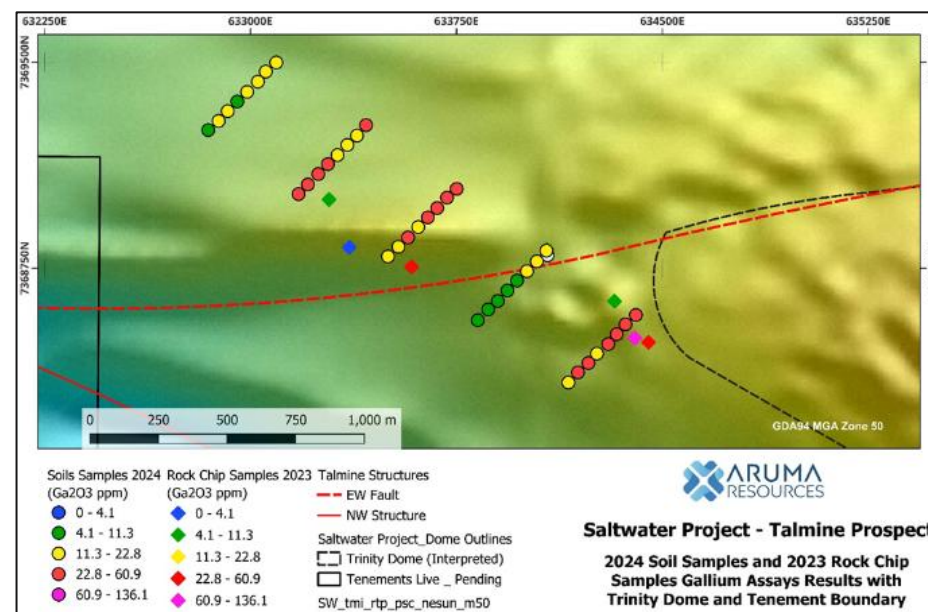 632250E 633000E 633750E 634500E 635250E
7369500N
7368750N
0 250 500 750 1,000 m
GDA94 MGA Zone 50
Soils Samples 2024
(Ga2O3 ppm)
0 - 4.1
4.1 - 11.3
11.3 - 22.8
22.8 - 60.9
60.9 - 136.1
Rock Chip Samples 2023
(Ga2O3 ppm)
0 - 4.1
4.1 - 11.3
11.3 - 22.8
22.8 - 60.9
60.9 - 136.1
Talmine Structures
EW Fault
NW Structure
Saltwater Project_Dome Outlines
Trinity Dome (Interpreted)
Tenements Live _ Pending
SW_tmi_rtp_psc_nesun_m50
ARUMA
RESOURCES
Saltwater Project - Talmine Prospect
2024 Soil Samples and 2023 Rock Chip
Samples Gallium Assays Results with
Trinity Dome and Tenement Boundary